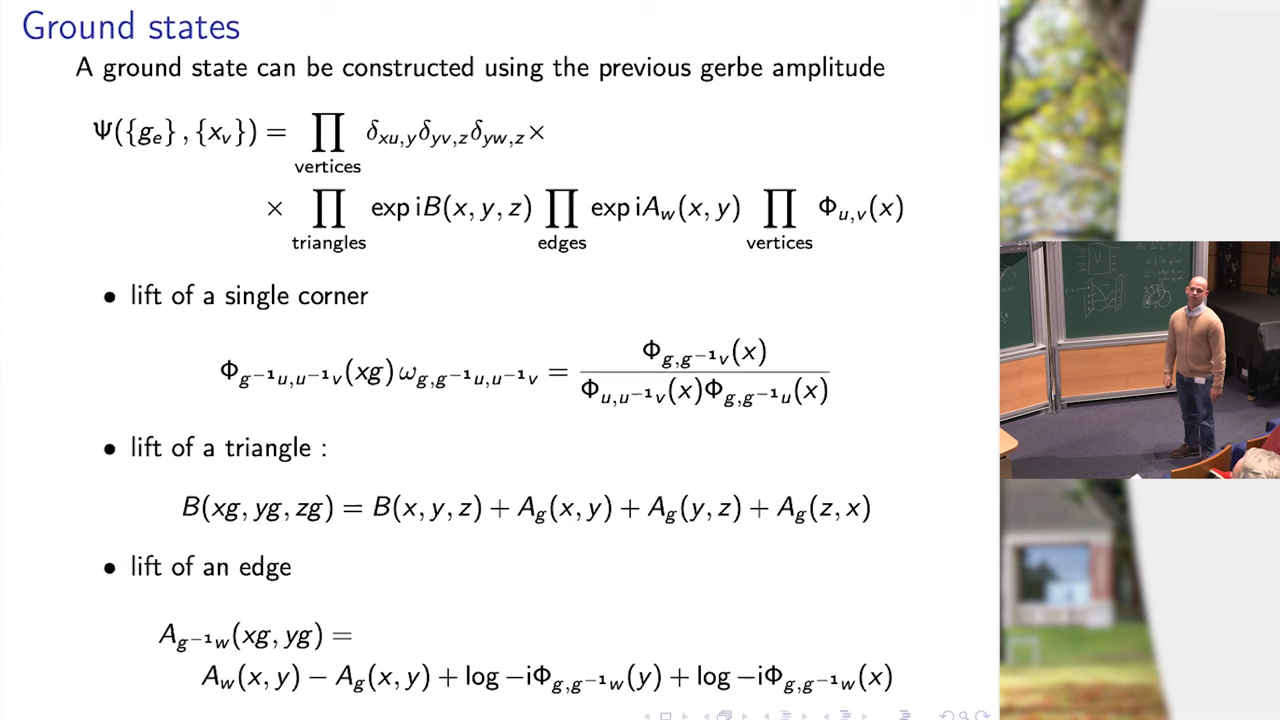 Ground states
A ground state can be constructed using the previous gerbe amplitude
Ψ({g_e}, {x_v}) = ∏_{vertices} δ_{xu,y}δ_{yv,z}δ_{yw,z}×
× ∏_{triangles} exp iB(x, y, z) ∏_{edges} exp iA_w(x, y) ∏_{vertices} Φ_{u,v}(x)
• lift of a single corner
Φ_{g⁻¹u,u⁻¹v}(xg) ω_{g,g⁻¹u,u⁻¹v} = Φ_{g,g⁻¹v}(x) / Φ_{u,u⁻¹v}(x)Φ_{g,g⁻¹u}(x)
• lift of a triangle :
B(xg, yg, zg) = B(x, y, z) + A_g(x, y) + A_g(y, z) + A_g(z, x)
• lift of an edge
A_{g⁻¹w}(xg, yg) =
A_w(x, y) − A_g(x, y) + log −iΦ_{g,g⁻¹w}(y) + log −iΦ_{g,g⁻¹w}(x)